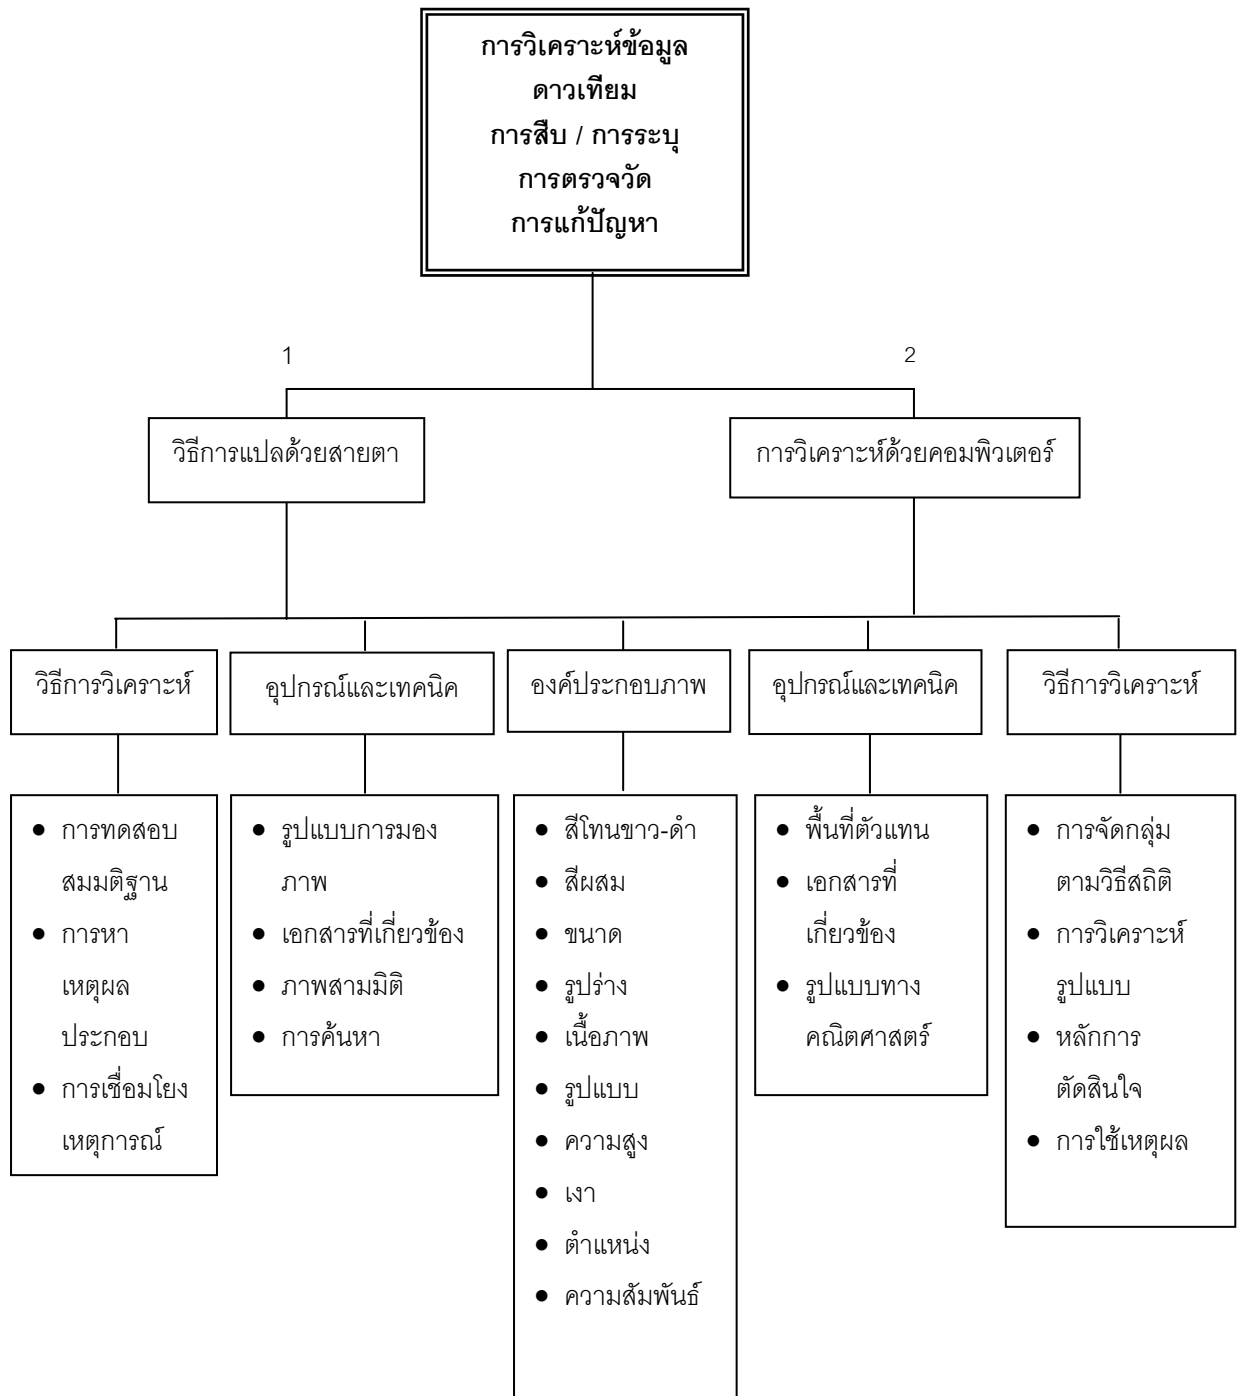 การวิเคราะห์ข้อมูล
ดาวเทียม
การสืบ / การระบุ
การตรวจวัด
การแก้ปัญหา
1
2
วิธีการแปลด้วยสายตา
การวิเคราะห์ด้วยคอมพิวเตอร์
วิธีการวิเคราะห์
อุปกรณ์และเทคนิค
องค์ประกอบภาพ
อุปกรณ์และเทคนิค
วิธีการวิเคราะห์
• การทดสอบ
สมมติฐาน
• การหา
เหตุผล
ประกอบ
• การเชื่อมโยง
เหตุการณ์
• รูปแบบการมอง
ภาพ
• เอกสารที่เกี่ยวข้อง
• ภาพสามมิติ
• การค้นหา
• สีโทนขาว-ดำ
• สีผสม
• ขนาด
• รูปร่าง
• เนื้อภาพ
• รูปแบบ
• ความสูง
• เงา
• ตำแหน่ง
• ความสัมพันธ์
• พื้นที่ตัวแทน
• เอกสารที่
เกี่ยวข้อง
• รูปแบบทาง
คณิตศาสตร์
• การจัดกลุ่ม
ตามวิธีสถิติ
• การวิเคราะห์
รูปแบบ
• หลักการ
ตัดสินใจ
• การใช้เหตุผล